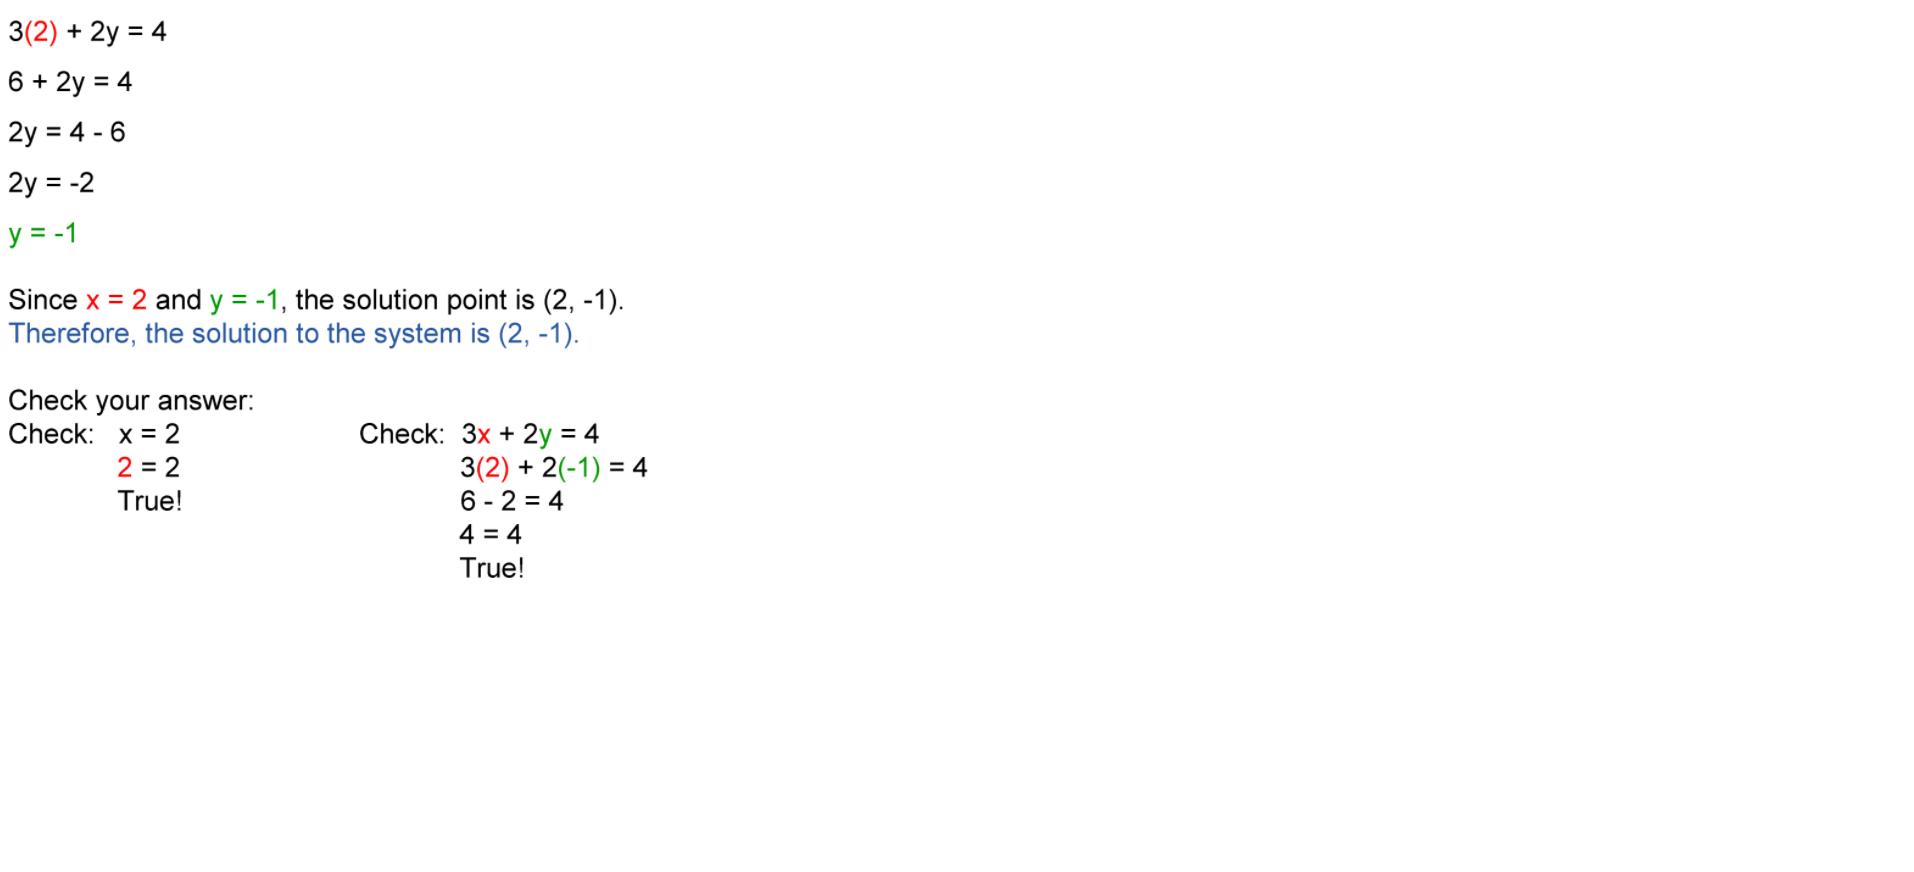 3(2) + 2y = 4
6 + 2y = 4
2y = 4 - 6
2y = -2
y = -1
Since x = 2 and y = -1, the solution point is (2, -1).
Therefore, the solution to the system is (2, -1).
Check your answer:
Check: x = 2
2 = 2
True!
Check: 3x + 2y = 4
3(2) + 2(-1) = 4
6 - 2 = 4
4 = 4
True!